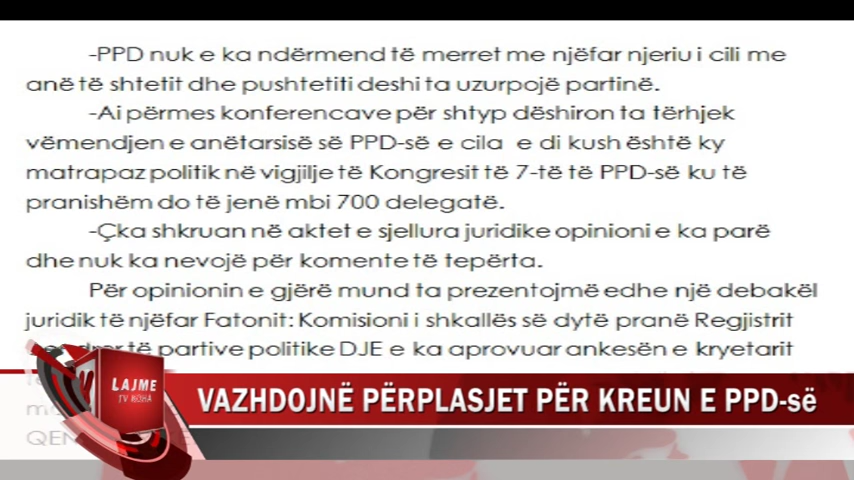 -PPD nuk e ka ndërmend të merret me njëfar njeriu i cili me
anë të shtetit dhe pushtetiti deshi ta uzurpojë partinë.
-Ai përmes konferencave për shtyp dëshiron ta tërhjek
vëmendjen e anëtarsisë së PPD-së e cila e di kush është ky
matrapaz politik në vigjilje të Kongresit të 7-të të PPD-së ku të
pranishëm do të jenë mbi 700 delegatë.
-Çka shkruan në aktet e sjellura juridike opinioni e ka parë
dhe nuk ka nevojë për komente të tepërta.
Për opinionin e gjërë mund ta prezentojmë edhe një debakël
juridik të njëfar Fatonit: Komisioni i shkallës së dytë pranë Regjistrit
të partive politike DJE e ka aprovuar ankesën e kryetarit
LAJME
TV ROHA
VAZHDOJNË PËRPLASJET PËR KREUN E PPD-së